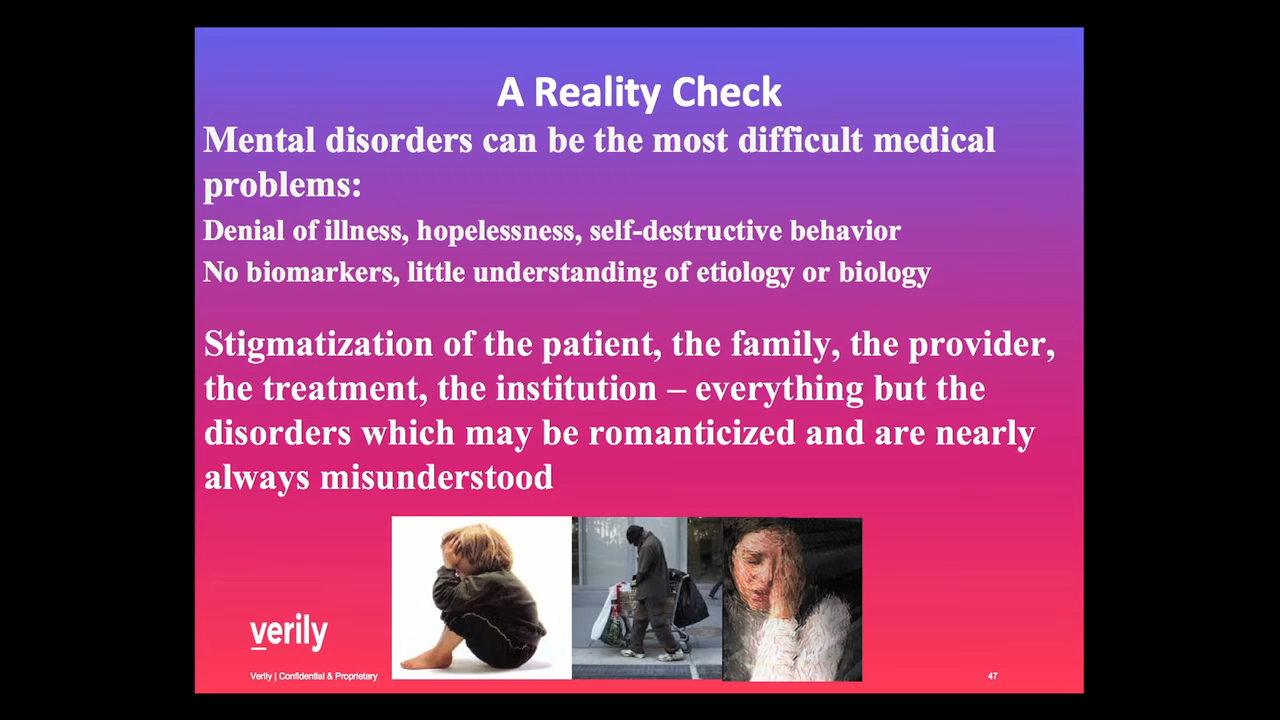 A Reality Check
Mental disorders can be the most difficult medical
problems:
Denial of illness, hopelessness, self-destructive behavior
No biomarkers, little understanding of etiology or biology
Stigmatization of the patient, the family, the provider,
the treatment, the institution – everything but the
disorders which may be romanticized and are nearly
always misunderstood
verily
Verily | Confidential & Proprietary
47